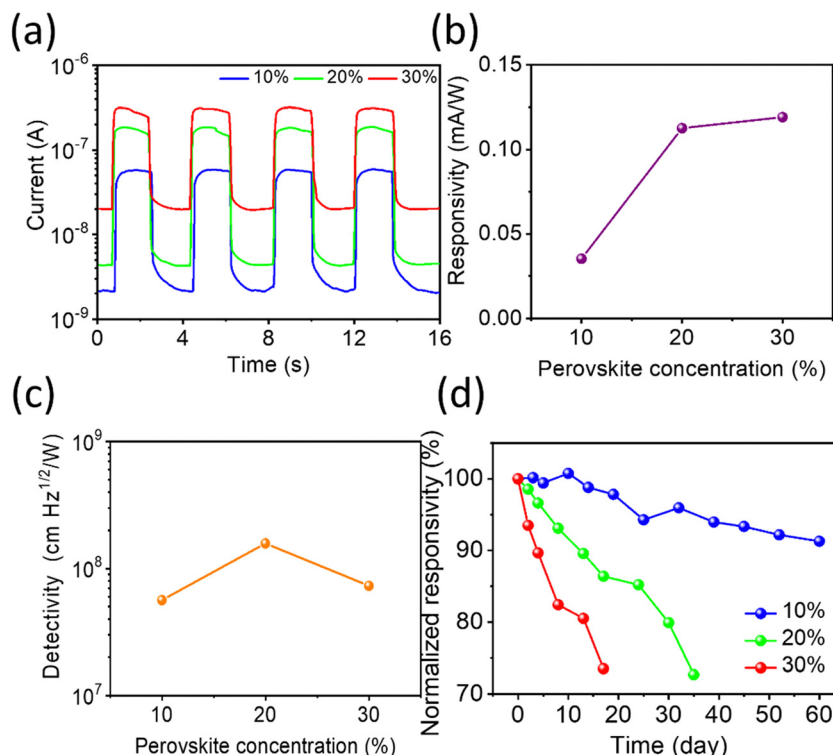 (a)
10⁻⁶
10⁻⁷
10⁻⁸
10⁻⁹
Current (A)
10% 20% 30%
0 4 8 12 16
Time (s)
(b)
0.15
0.10
0.05
0.00
Responsivity (mA/W)
10 20 30
Perovskite concentration (%)
(c)
10⁹
10⁸
10⁷
Detectivity (cm Hz¹ᐟ²/W)
10 20 30
Perovskite concentration (%)
(d)
100
90
80
70
Normalized responsivity (%)
10%
20%
30%
0 10 20 30 40 50 60
Time (day)